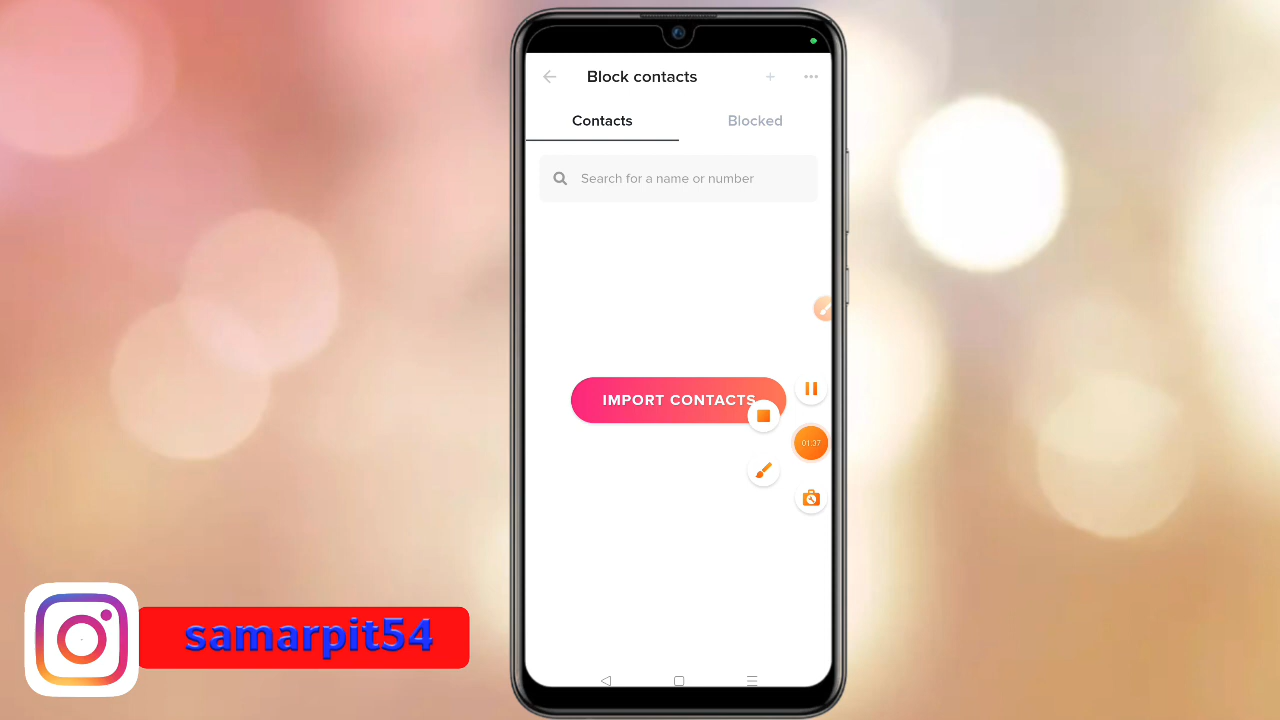 Block contacts
Contacts
Blocked
Search for a name or number
IMPORT CONTACTS
01:37
samarpit54